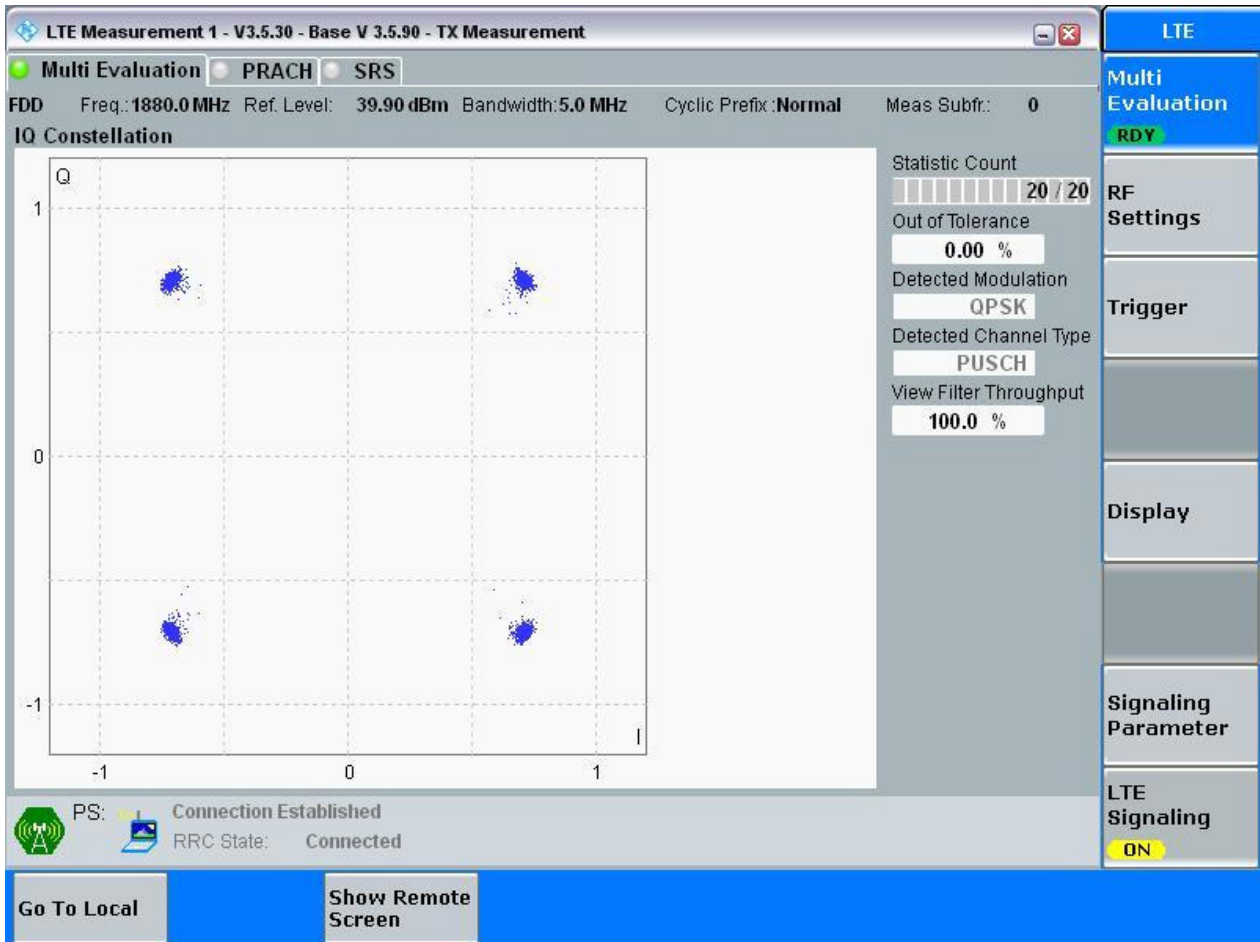 LTE Measurement 1 - V3.5.30 - Base V 3.5.90 - TX Measurement
Multi Evaluation PRACH SRS
FDD Freq.: 1880.0 MHz Ref. Level: 39.90 dBm Bandwidth: 5.0 MHz Cyclic Prefix : Normal Meas Subfr.: 0
IQ Constellation
Q
1
0
-1
I
-1 0 1
Statistic Count
20 / 20
Out of Tolerance
0.00 %
Detected Modulation
QPSK
Detected Channel Type
PUSCH
View Filter Throughput
100.0 %
PS: Connection Established
RRC State: Connected
LTE
Multi
Evaluation
RDY
RF
Settings
Trigger
Display
Signaling
Parameter
LTE
Signaling
ON
Go To Local
Show Remote
Screen